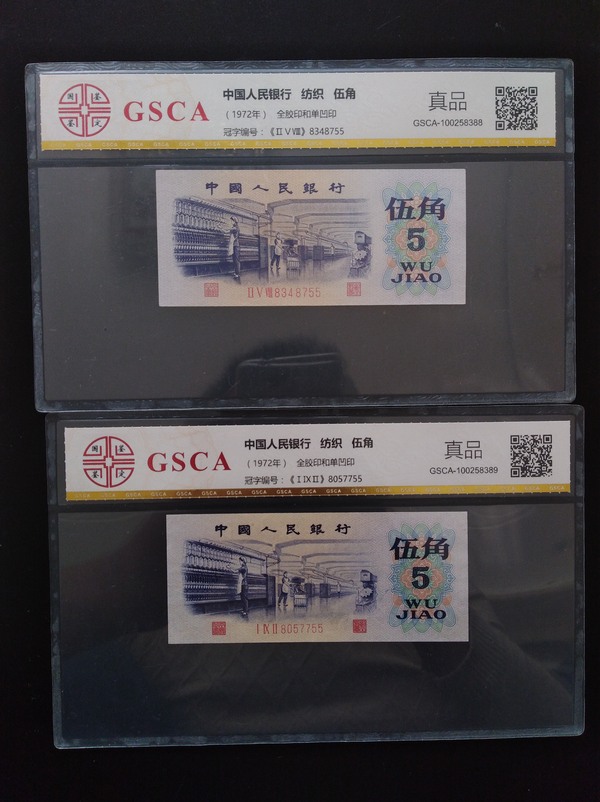 GSCA
中国人民银行 纺织 伍角
(1972年) 全胶印和单凹印
冠字编号:《ⅡⅤⅧ》8348755
真品
GSCA-100258388
中國人民銀行
伍角
5
WU
JIAO
ⅡⅤⅧ8348755
GSCA
中国人民银行 纺织 伍角
(1972年) 全胶印和单凹印
冠字编号:《ⅠⅨⅡ》8057755
真品
GSCA-100258389
中國人民銀行
伍角
5
WU
JIAO
ⅠⅨⅡ8057755